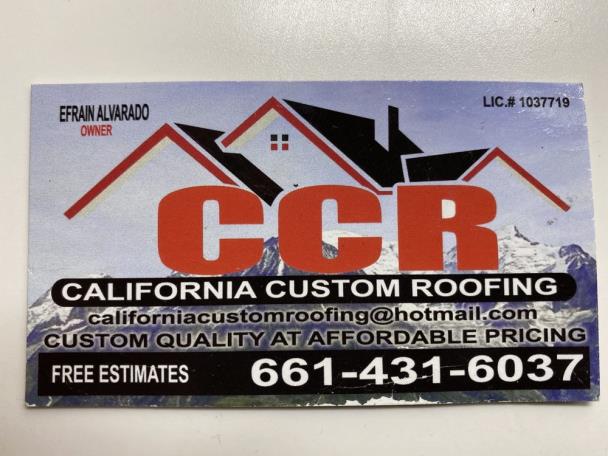 EFRAIN ALVARADO
OWNER
LIC.# 1037719
CCR
CALIFORNIA CUSTOM ROOFING
californiacustomroofing@hotmail.com
CUSTOM QUALITY AT AFFORDABLE PRICING
FREE ESTIMATES 661-431-6037